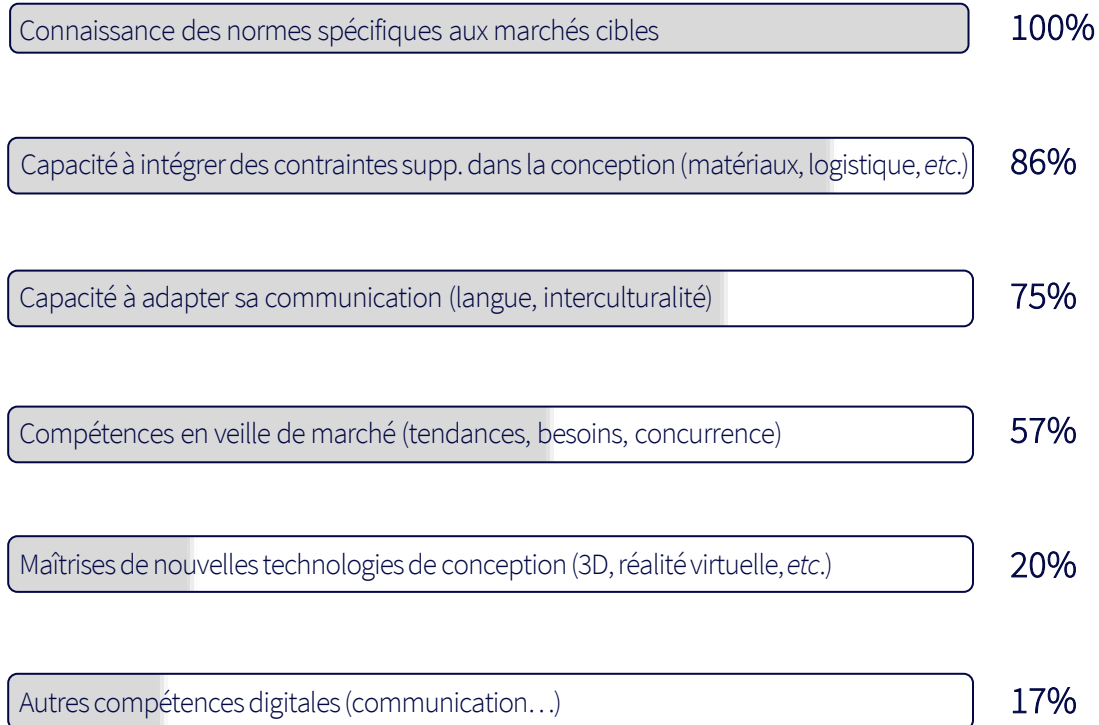 Connaissance des normes spécifiques aux marchés cibles 100%
Capacité à intégrer des contraintes supp. dans la conception (matériaux, logistique, etc.) 86%
Capacité à adapter sa communication (langue, interculturalité) 75%
Compétences en veille de marché (tendances, besoins, concurrence) 57%
Maîtrises de nouvelles technologies de conception (3D, réalité virtuelle, etc.) 20%
Autres compétences digitales (communication…) 17%